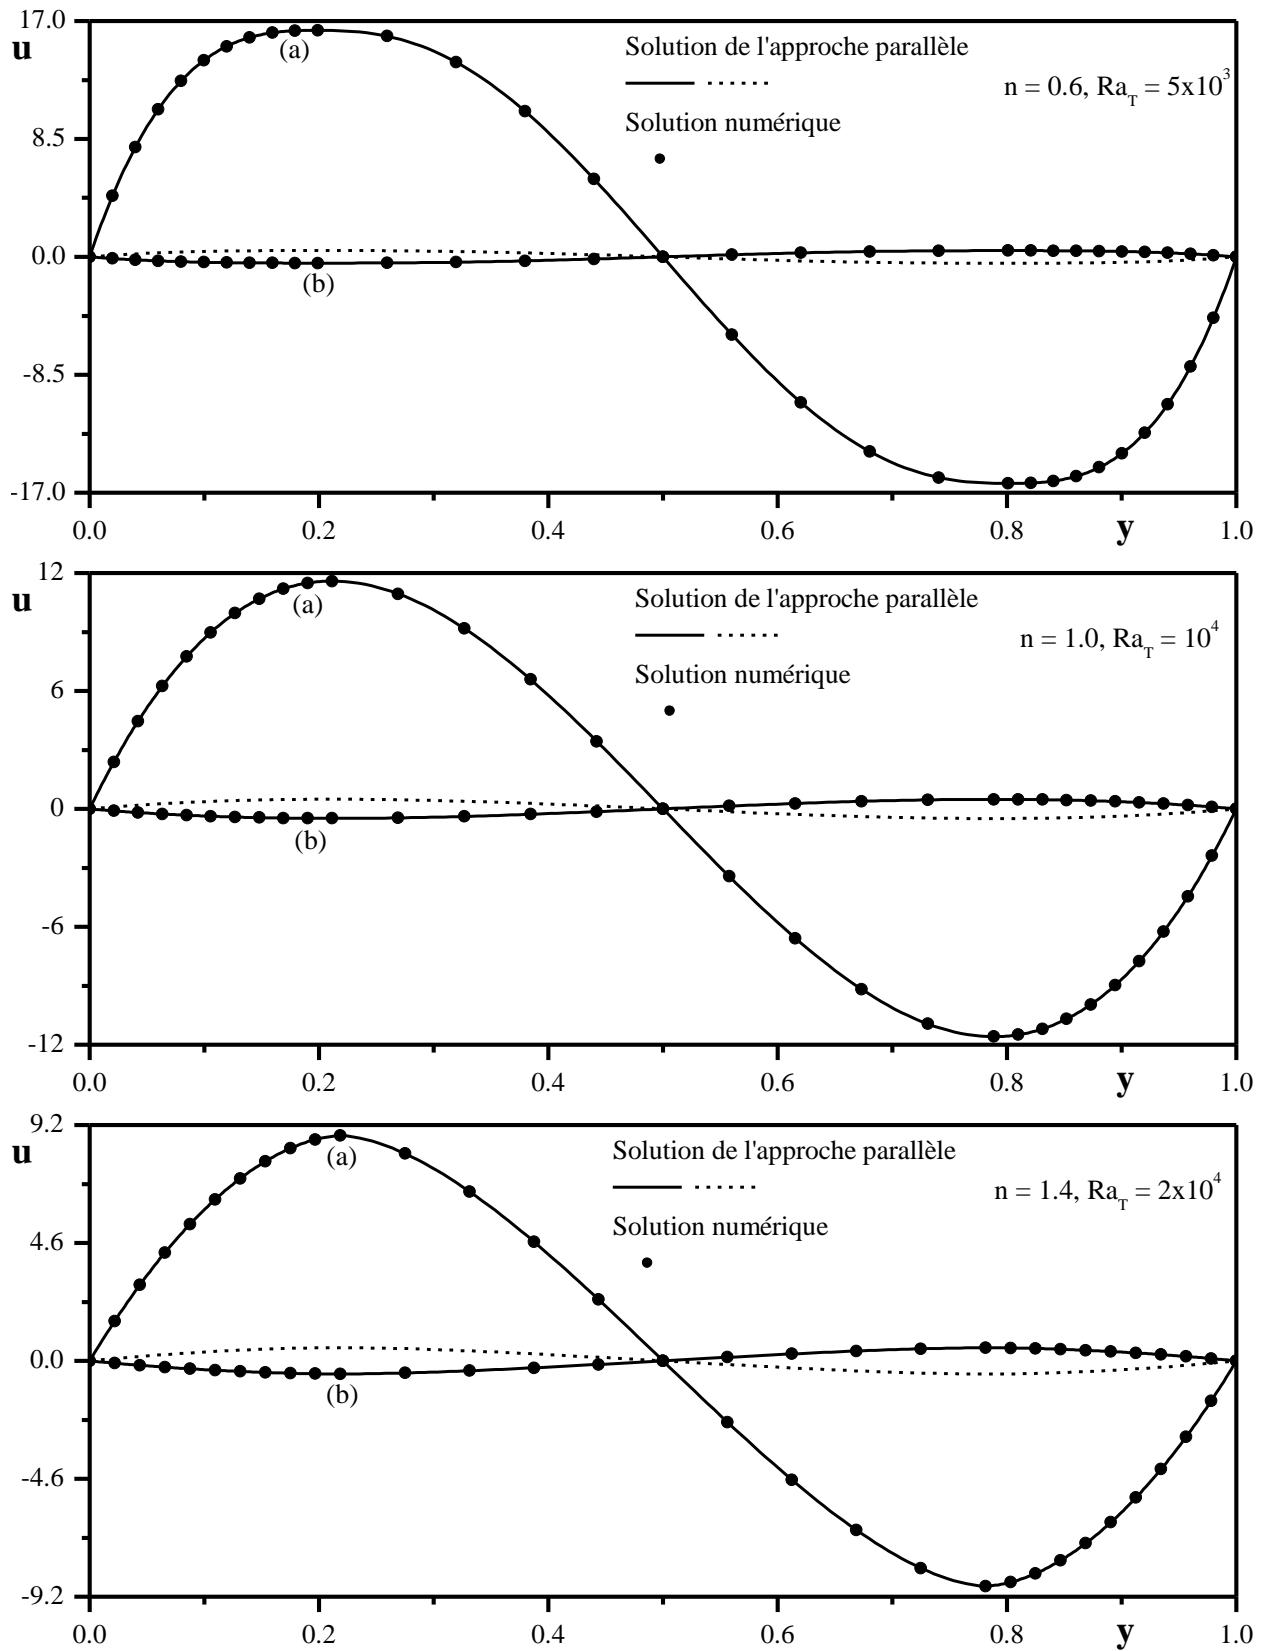 17.0
u
(a)
Solution de l'approche parallèle
n = 0.6, Ra_T = 5x10^3
Solution numérique
8.5
0.0
(b)
-8.5
-17.0
0.0 0.2 0.4 0.6 0.8 y 1.0
12
u
(a)
Solution de l'approche parallèle
n = 1.0, Ra_T = 10^4
Solution numérique
6
0
(b)
-6
-12
0.0 0.2 0.4 0.6 0.8 y 1.0
9.2
u
(a)
Solution de l'approche parallèle
n = 1.4, Ra_T = 2x10^4
Solution numérique
4.6
0.0
(b)
-4.6
-9.2
0.0 0.2 0.4 0.6 0.8 y 1.0